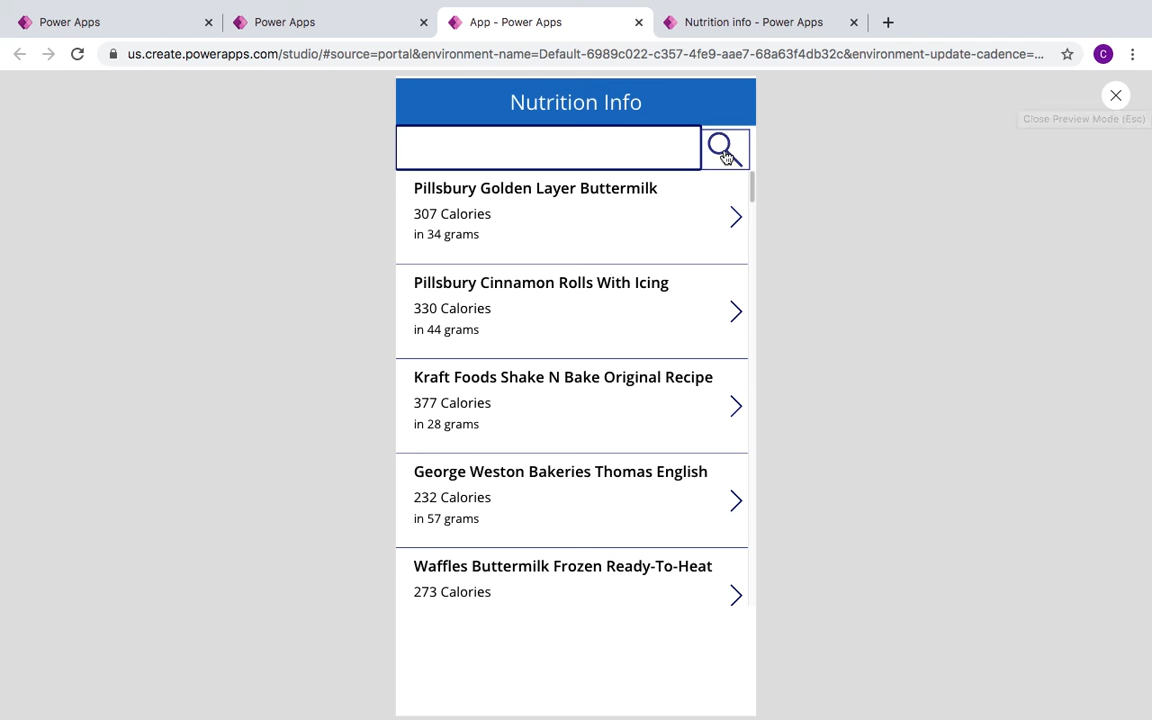 Power Apps
Power Apps
App - Power Apps
Nutrition info - Power Apps
us.create.powerapps.com/studio/#source=portal&environment-name=Default-6989c022-c357-4fe9-aae7-68a63f4db32c&environment-update-cadence=...
C
Nutrition Info
Close Preview Mode (Esc)
Pillsbury Golden Layer Buttermilk
307 Calories
in 34 grams
Pillsbury Cinnamon Rolls With Icing
330 Calories
in 44 grams
Kraft Foods Shake N Bake Original Recipe
377 Calories
in 28 grams
George Weston Bakeries Thomas English
232 Calories
in 57 grams
Waffles Buttermilk Frozen Ready-To-Heat
273 Calories